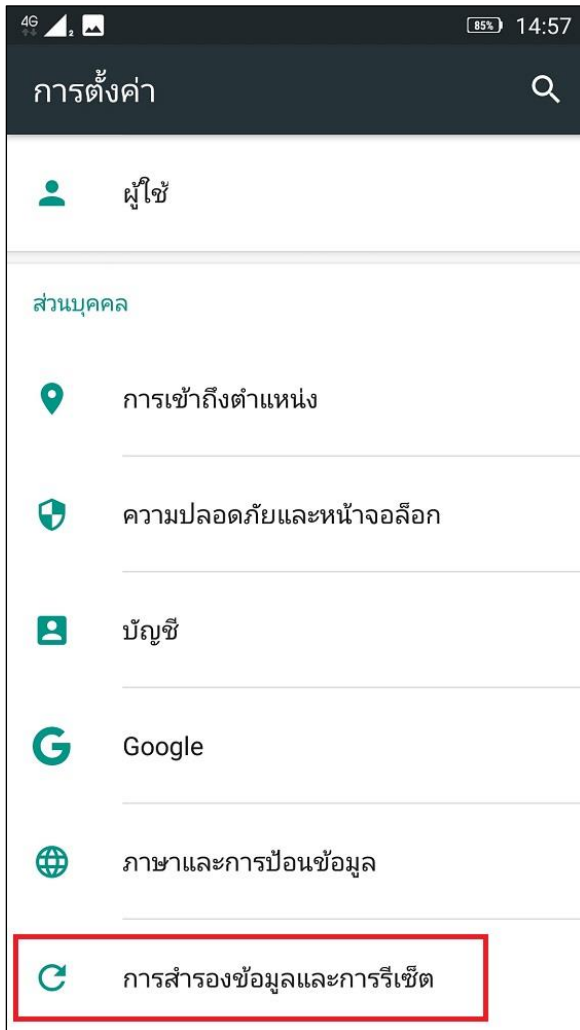 4G 2 85% 14:57
การตั้งค่า
ผู้ใช้
ส่วนบุคคล
การเข้าถึงตำแหน่ง
ความปลอดภัยและหน้าจอล็อก
บัญชี
Google
ภาษาและการป้อนข้อมูล
การสำรองข้อมูลและการรีเซ็ต